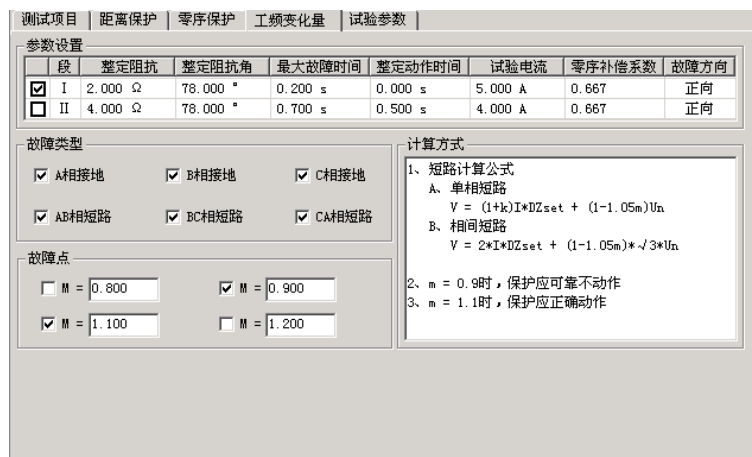 测试项目 距离保护 零序保护 工频变化量 试验参数
参数设置
段 整定阻抗 整定阻抗角 最大故障时间 整定动作时间 试验电流 零序补偿系数 故障方向
I 2.000 Ω 78.000 ° 0.200 s 0.000 s 5.000 A 0.667 正向
II 4.000 Ω 78.000 ° 0.700 s 0.500 s 4.000 A 0.667 正向
故障类型
A相接地 B相接地 C相接地
AB相短路 BC相短路 CA相短路
故障点
M = 0.800 M = 0.900
M = 1.100 M = 1.200
计算方式
1、短路计算公式
A、单相短路
V = (1+k)I*DZset + (1-1.05m)Un
B、相间短路
V = 2*I*DZset + (1-1.05m)*√3*Un
2、m = 0.9时，保护应可靠不动作
3、m = 1.1时，保护应正确动作